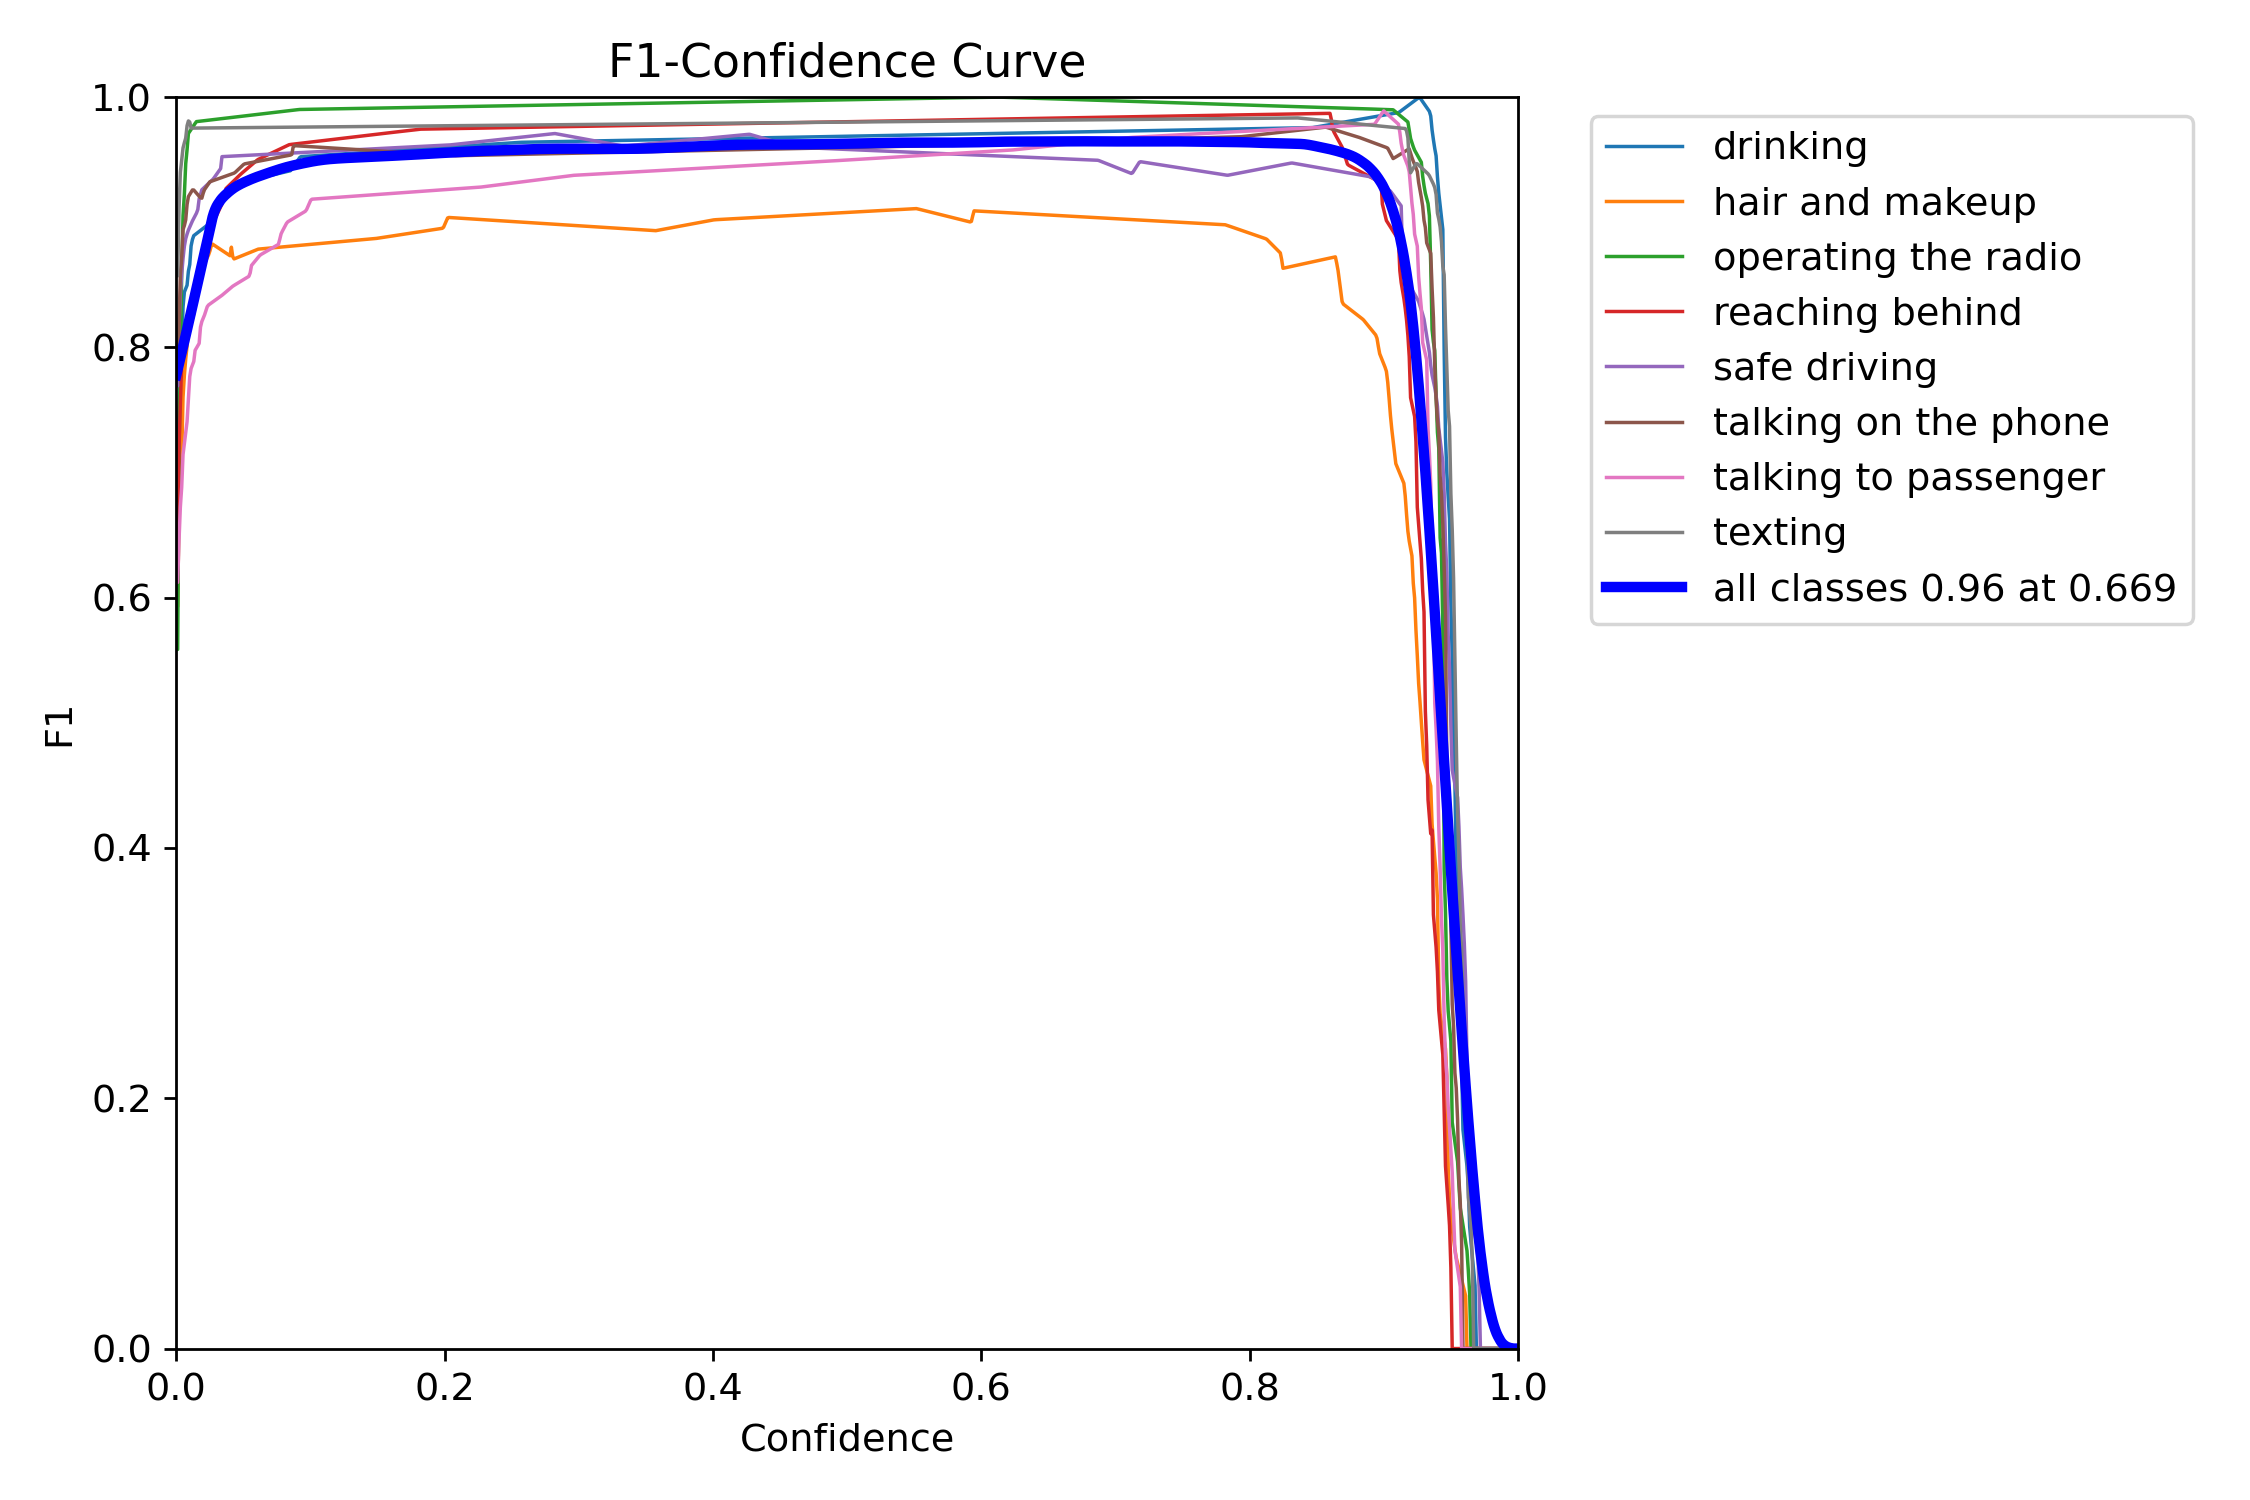 F1-Confidence Curve
1.0
0.8
0.6
0.4
0.2
0.0
F1
0.0 0.2 0.4 0.6 0.8 1.0
Confidence
drinking
hair and makeup
operating the radio
reaching behind
safe driving
talking on the phone
talking to passenger
texting
all classes 0.96 at 0.669